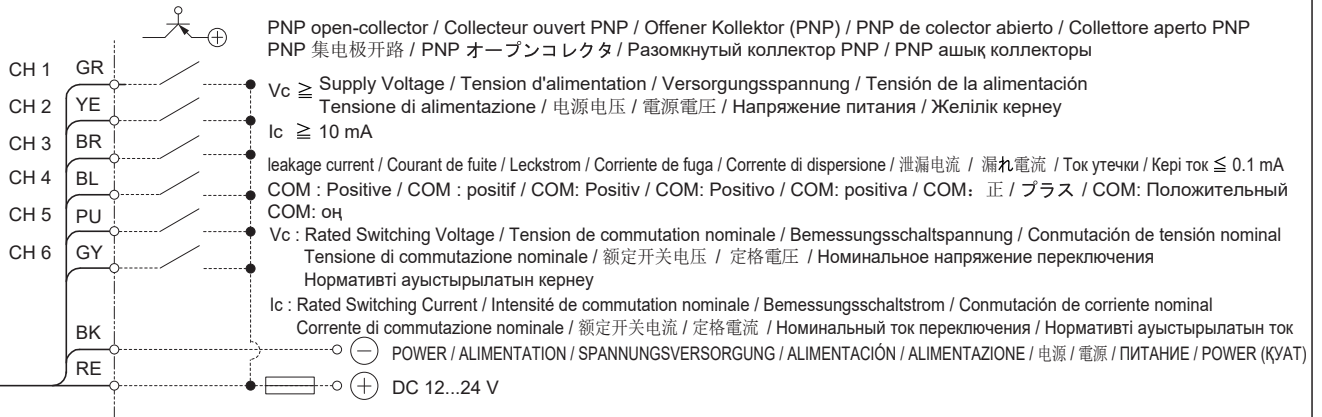 PNP open-collector / Collecteur ouvert PNP / Offener Kollektor (PNP) / PNP de colector abierto / Collettore aperto PNP
PNP 集电极开路 / PNP オープンコレクタ / Разомкнутый коллектор PNP / PNP ашық коллекторы
CH 1 GR
Vc ≧ Supply Voltage / Tension d'alimentation / Versorgungsspannung / Tensión de la alimentación
Tensione di alimentazione / 电源电压 / 電源電圧 / Напряжение питания / Желілік кернеу
CH 2 YE
Ic ≧ 10 mA
CH 3 BR
leakage current / Courant de fuite / Leckstrom / Corriente de fuga / Corrente di dispersione / 泄漏电流 / 漏れ電流 / Ток утечки / Кері ток ≦ 0.1 mA
CH 4 BL
COM : Positive / COM : positif / COM: Positiv / COM: Positivo / COM: positiva / COM：正 / プラス / COM: Положительный
COM: оң
CH 5 PU
Vc : Rated Switching Voltage / Tension de commutation nominale / Bemessungsschaltspannung / Conmutación de tensión nominal
CH 6 GY
Tensione di commutazione nominale / 额定开关电压 / 定格電圧 / Номинальное напряжение переключения
Нормативті ауыстырылатын кернеу
Ic : Rated Switching Current / Intensité de commutation nominale / Bemessungsschaltstrom / Conmutación de corriente nominal
Corrente di commutazione nominale / 额定开关电流 / 定格電流 / Номинальный ток переключения / Нормативті ауыстырылатын ток
BK
POWER / ALIMENTATION / SPANNUNGSVERSORGUNG / ALIMENTACIÓN / ALIMENTAZIONE / 电源 / 電源 / ПИТАНИЕ / POWER (ҚУАТ)
RE
DC 12...24 V